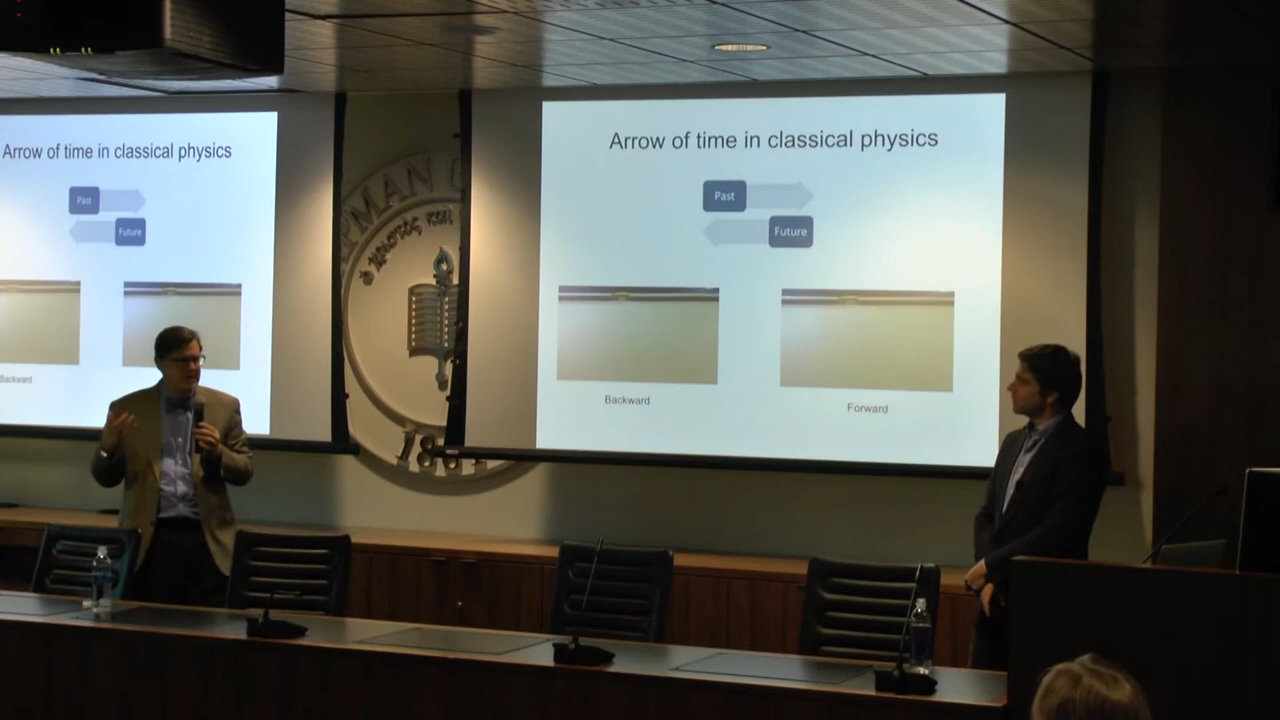 Arrow of time in classical physics
Past
Future
Backward
Arrow of time in classical physics
Past
Future
Backward
Forward